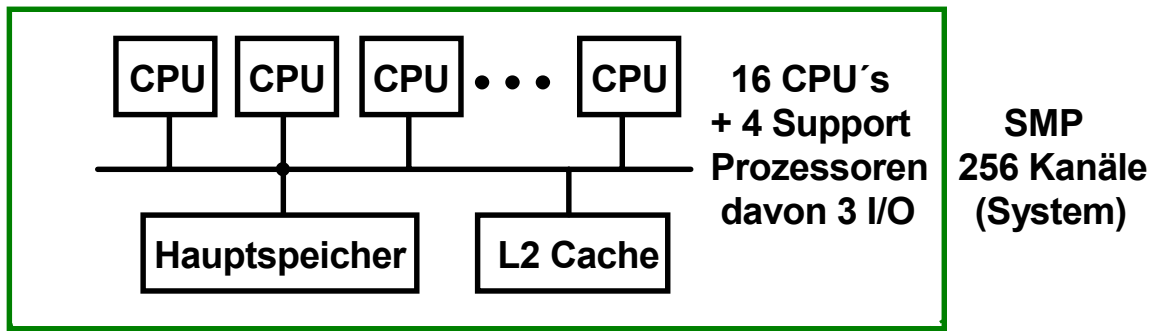 CPU CPU CPU ••• CPU
16 CPU´s
+ 4 Support
Prozessoren
davon 3 I/O
SMP
256 Kanäle
(System)
Hauptspeicher
L2 Cache